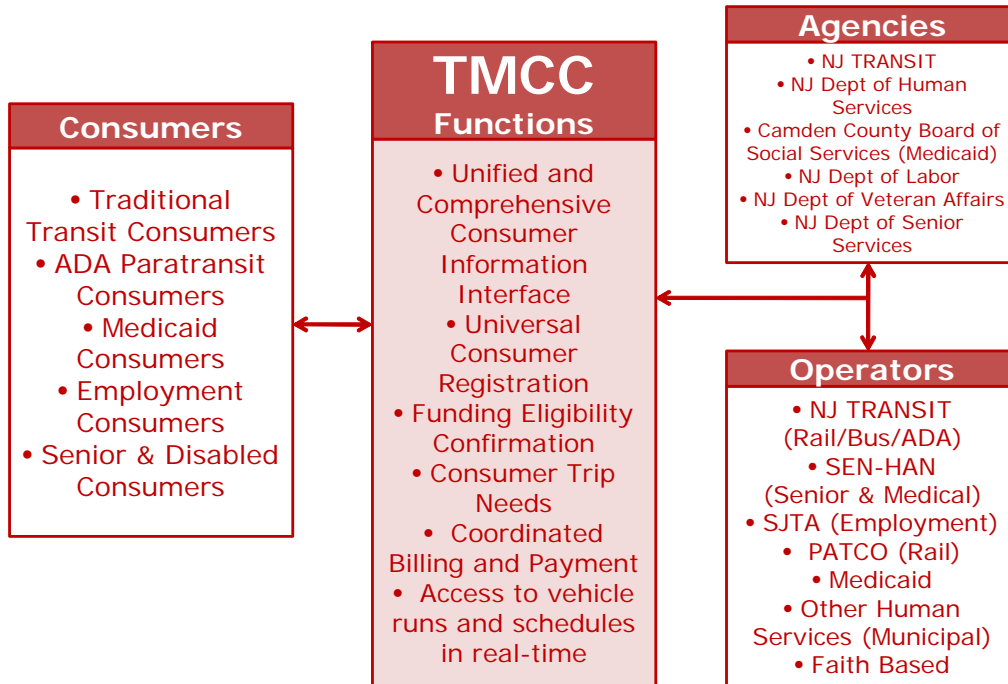 Consumers
• Traditional
Transit Consumers
• ADA Paratransit
Consumers
• Medicaid
Consumers
• Employment
Consumers
• Senior & Disabled
Consumers
TMCC
Functions
• Unified and
Comprehensive
Consumer
Information
Interface
• Universal
Consumer
Registration
• Funding Eligibility
Confirmation
• Consumer Trip
Needs
• Coordinated
Billing and Payment
• Access to vehicle
runs and schedules
in real-time
Agencies
• NJ TRANSIT
• NJ Dept of Human
Services
• Camden County Board of
Social Services (Medicaid)
• NJ Dept of Labor
• NJ Dept of Veteran Affairs
• NJ Dept of Senior
Services
Operators
• NJ TRANSIT
(Rail/Bus/ADA)
• SEN-HAN
(Senior & Medical)
• SJTA (Employment)
• PATCO (Rail)
• Medicaid
• Other Human
Services (Municipal)
• Faith Based